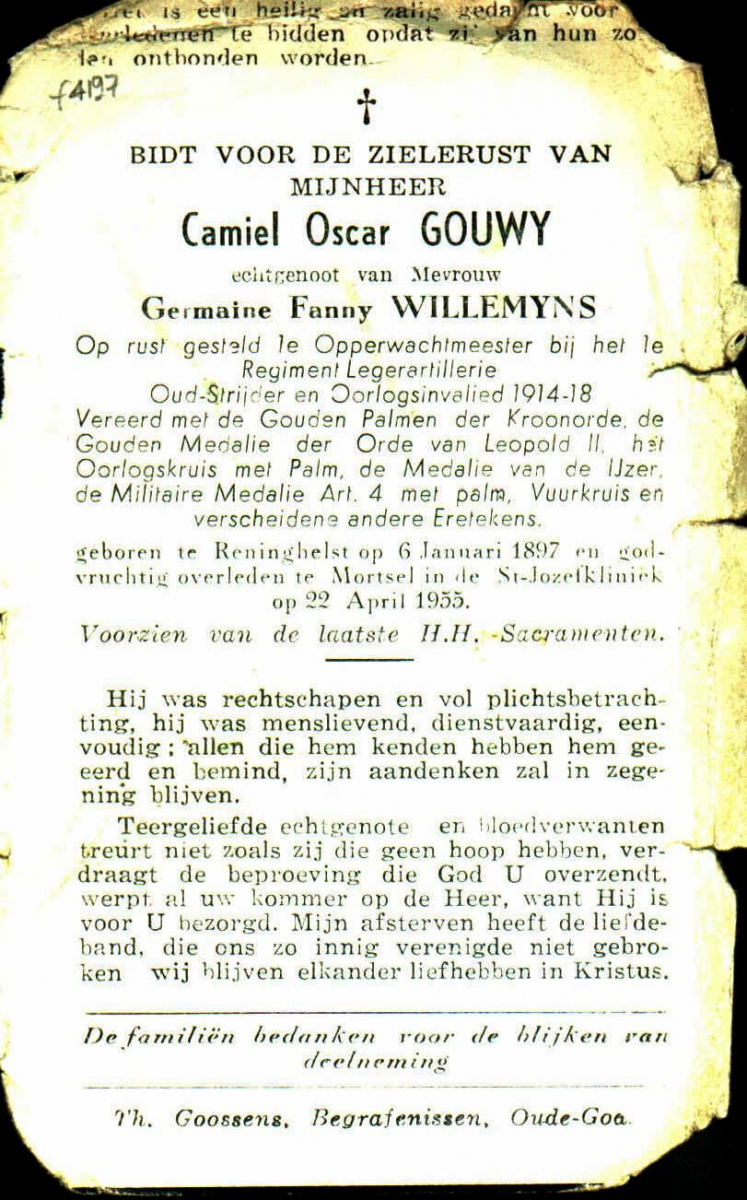 is een heilig en zalig gedacht voor
overledenen te bidden opdat zij van hun zo
den ontbonden worden.
f4197
BIDT VOOR DE ZIELERUST VAN
MIJNHEER
Camiel Oscar GOUWY
echtgenoot van Mevrouw
Germaine Fanny WILLEMYNS
Op rust gesteld 1e Opperwachtmeester bij het 1e
Regiment Legerartillerie
Oud-Strijder en Oorlogsinvalied 1914-18
Vereerd met de Gouden Palmen der Kroonorde, de
Gouden Medalie der Orde van Leopold II, het
Oorlogskruis met Palm, de Medalie van de IJzer,
de Militaire Medalie Art. 4 met palm, Vuurkruis en
verscheidene andere Eretekens.
geboren te Reninghelst op 6 Januari 1897 en god-
vruchtig overleden te Mortsel in de St-Jozefkliniek
op 22 April 1955.
Voorzien van de laatste H.H. Sacramenten.
Hij was rechtschapen en vol plichtsbetrach-
ting, hij was menslievend, dienstvaardig, een-
voudig ; allen die hem kenden hebben hem ge-
eerd en bemind, zijn aandenken zal in zege-
ning blijven.
Teergeliefde echtgenote en bloedverwanten
treurt niet zoals zij die geen hoop hebben, ver-
draagt de beproeving die God U overzendt,
werpt al uw kommer op de Heer, want Hij is
voor U bezorgd. Mijn afsterven heeft de liefde-
band, die ons zo innig verenigde niet gebro-
ken wij blijven elkander liefhebben in Kristus.
De familiën bedanken voor de blijken van
deelneming
Th. Goossens, Begrafenissen, Oude-Goa.